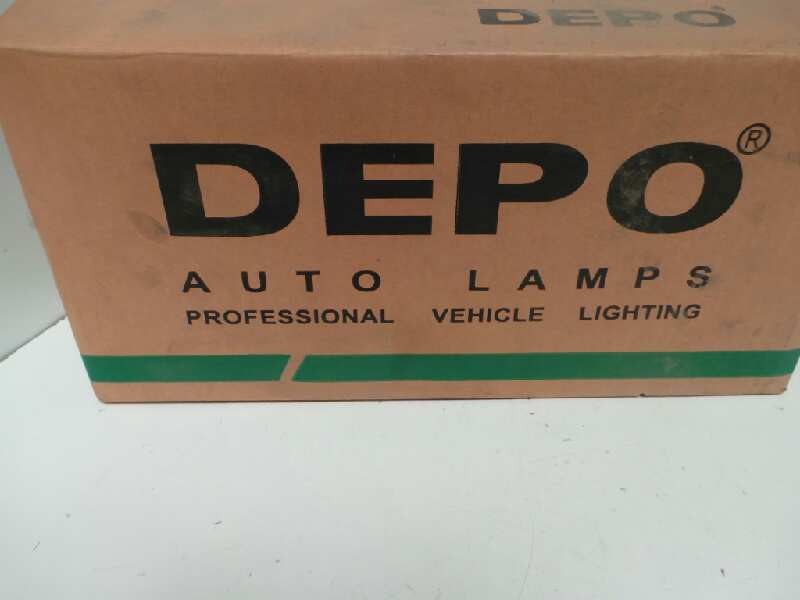 DEPO
DEPO®
AUTO LAMPS
PROFESSIONAL VEHICLE LIGHTING